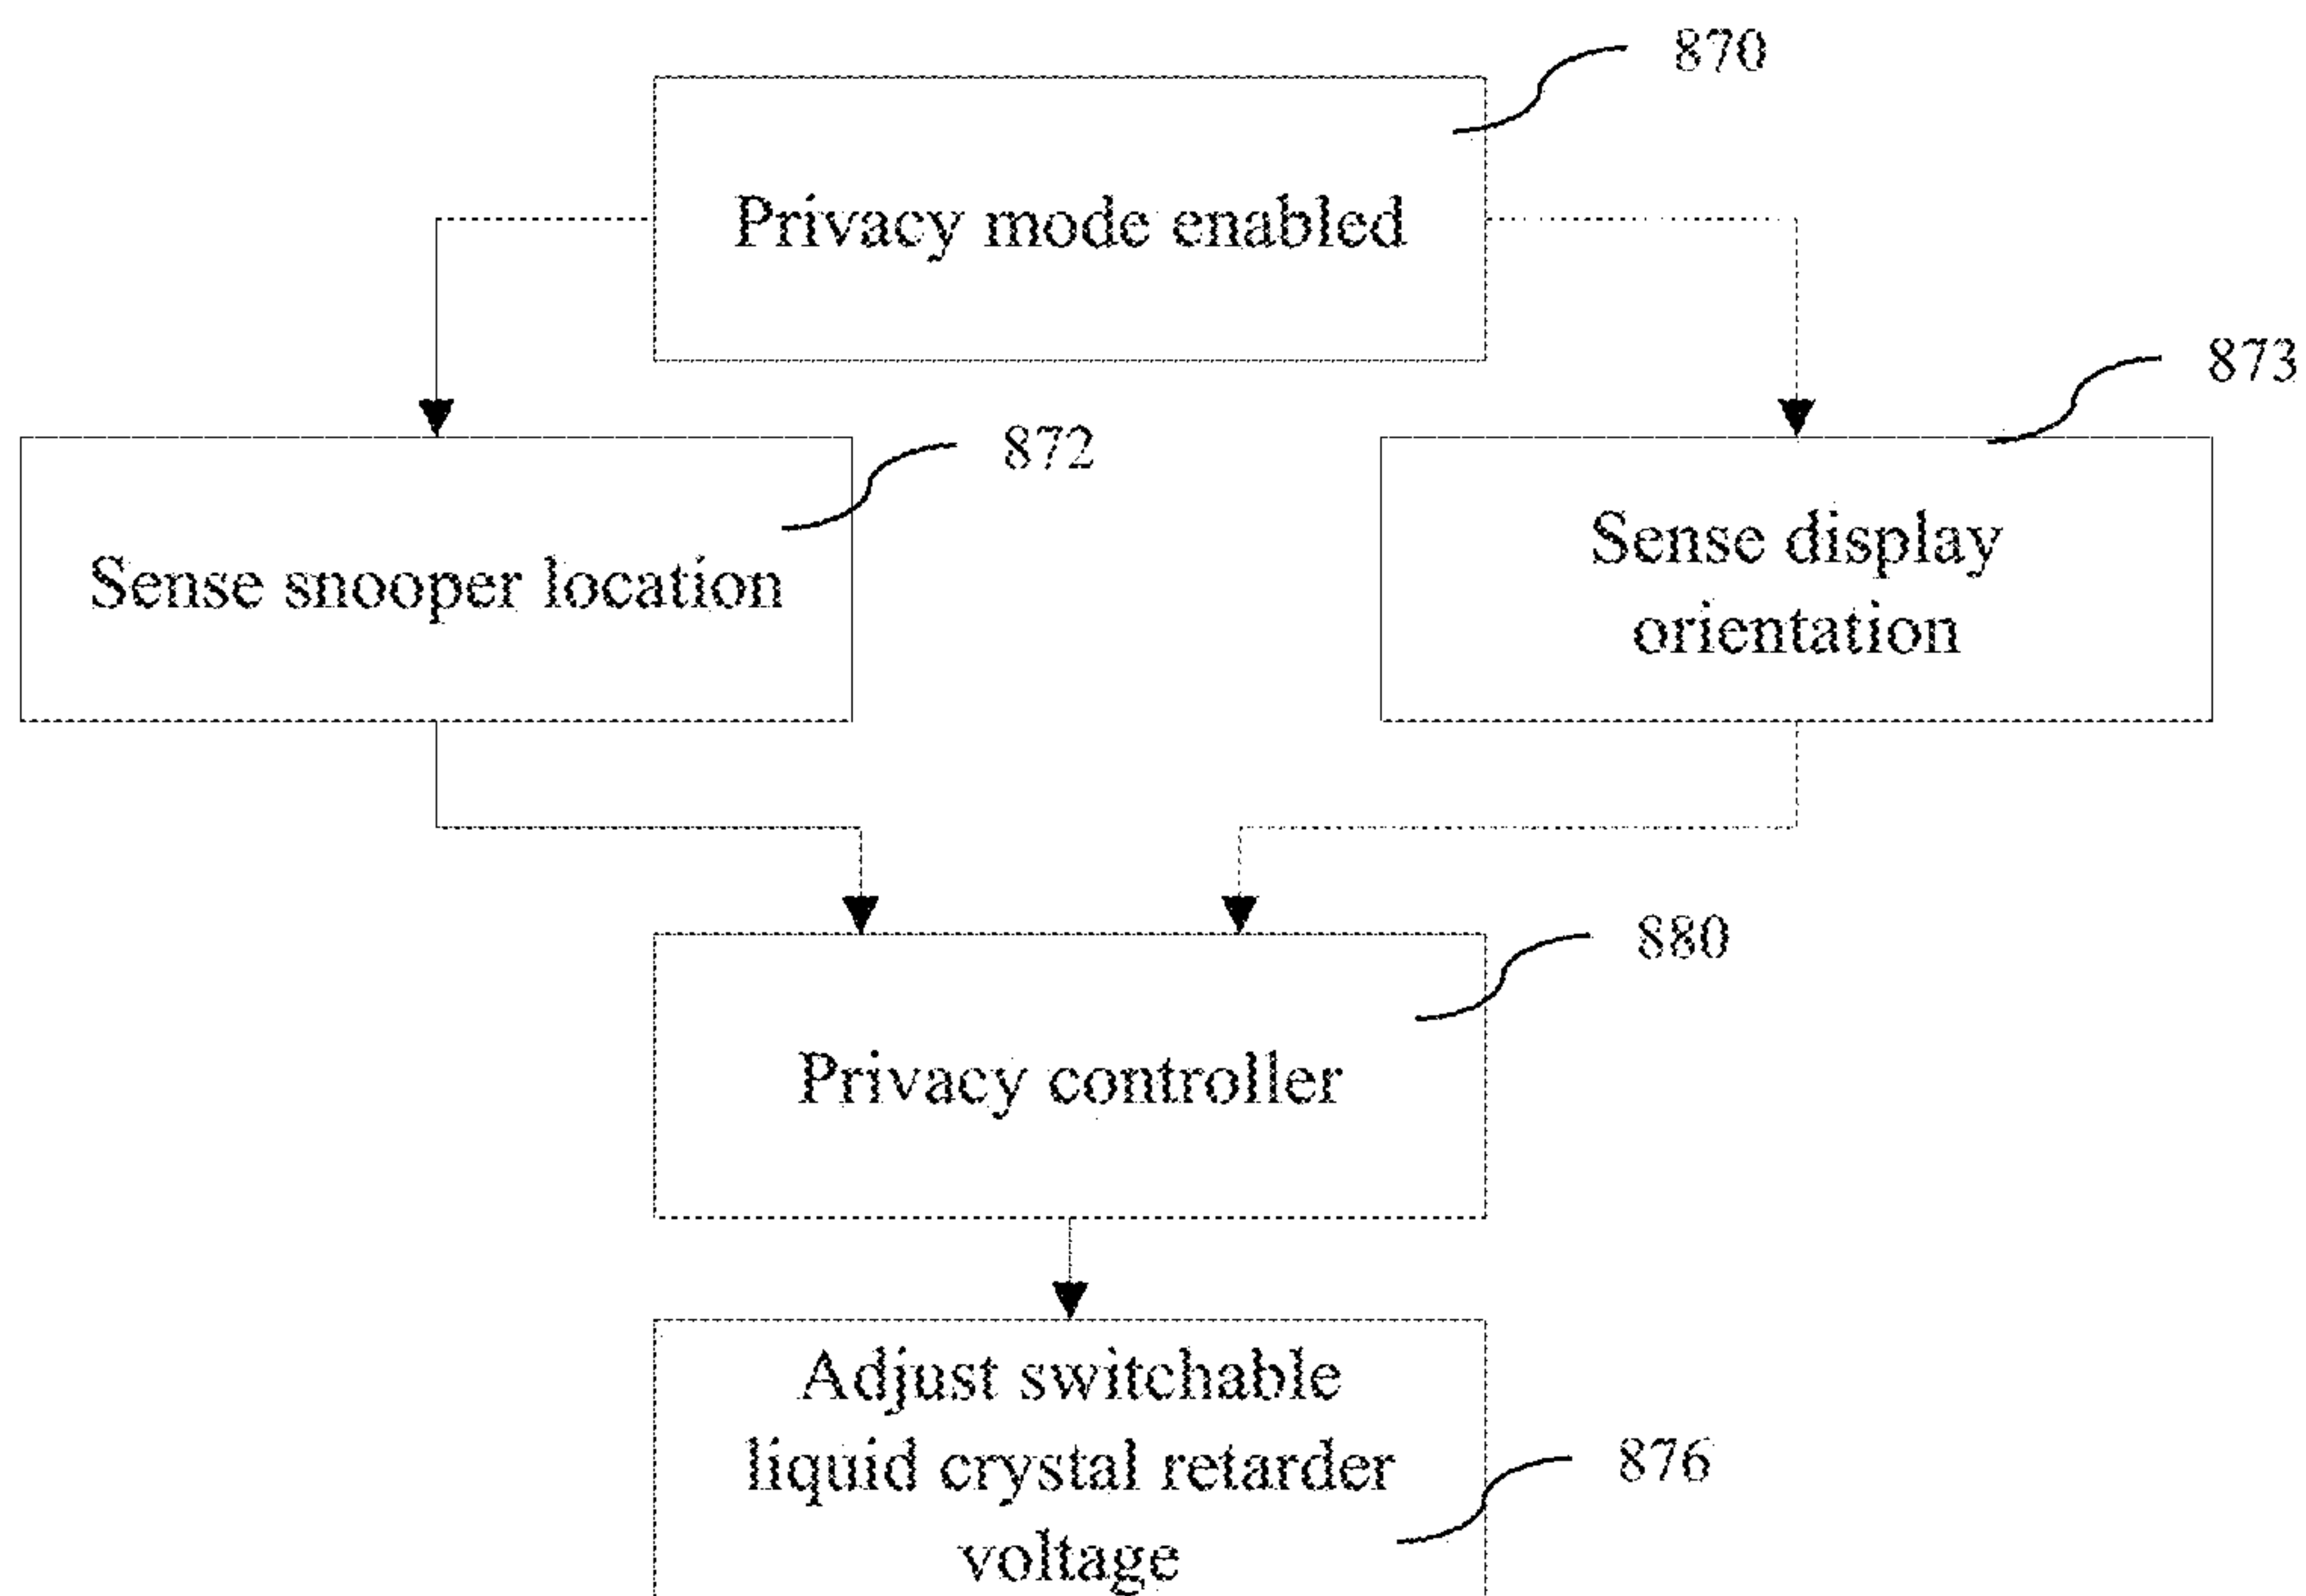 870
Privacy mode enabled
873
872
Sense snooper location
Sense display
orientation
880
Privacy controller
Adjust switchable
liquid crystal retarder
voltage
876